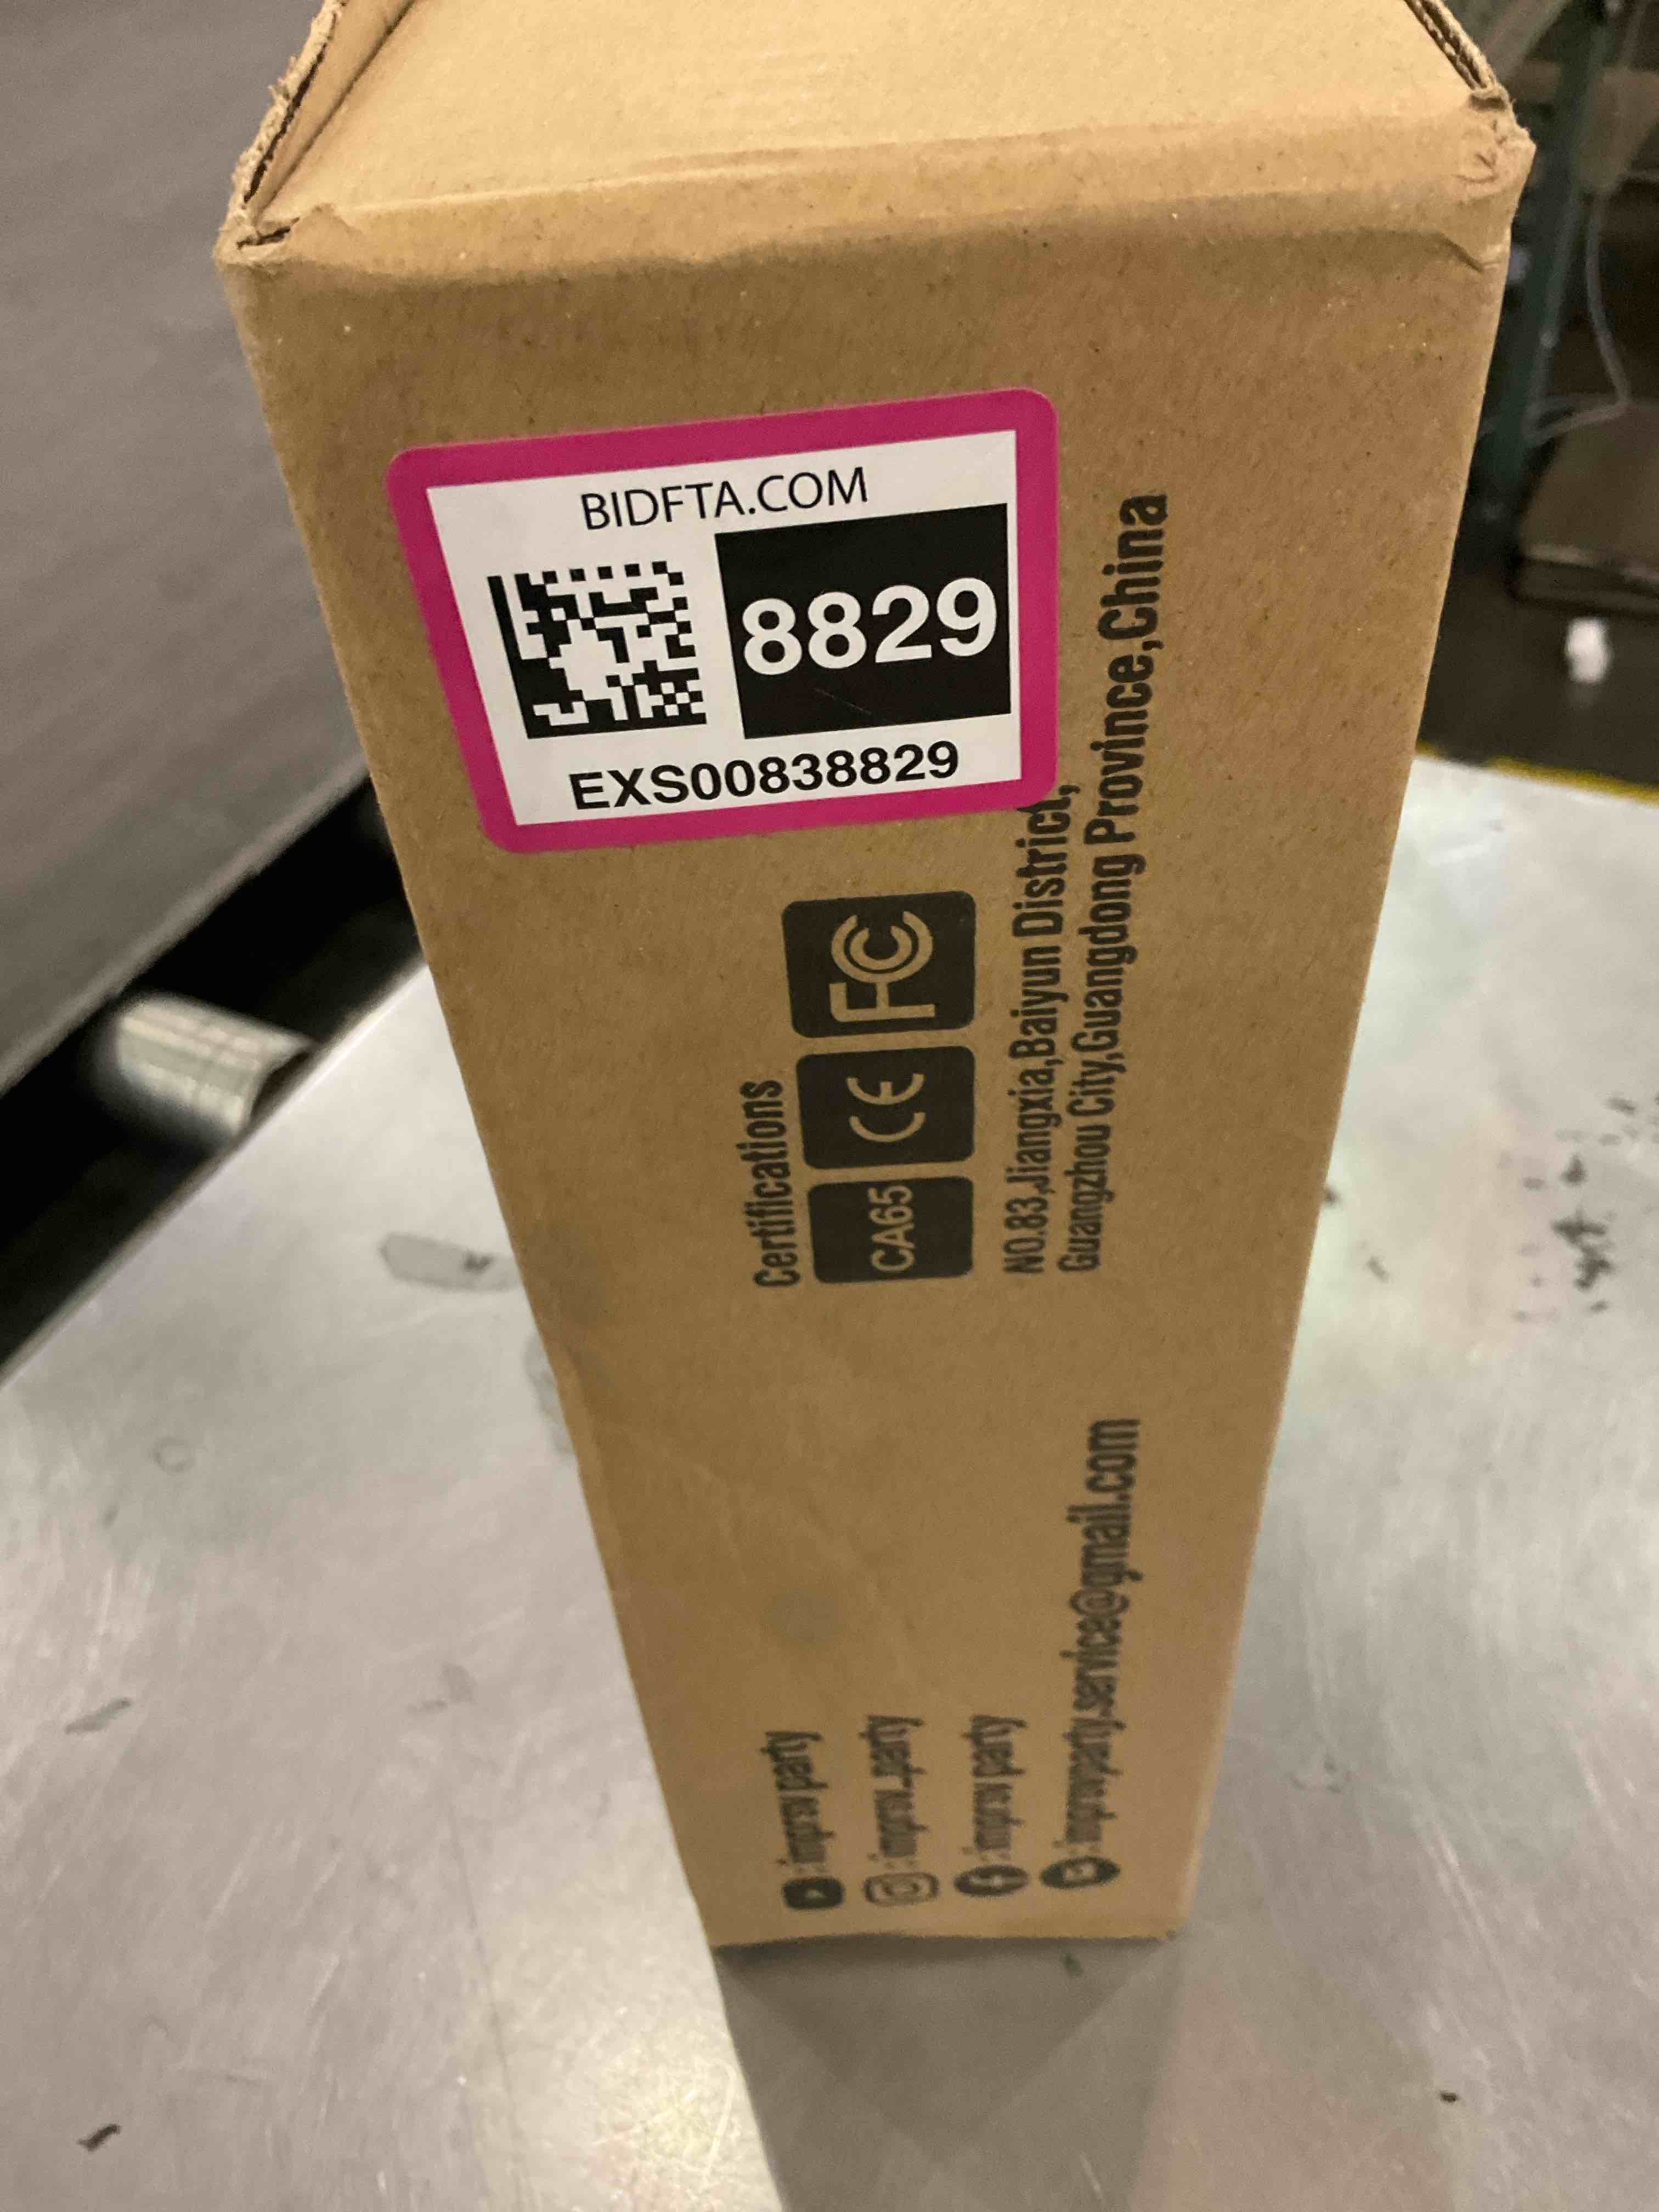 BIDFTA.COM
8829
EXS00838829
Certifications
CA65 CE FC
NO.83,Jiangxia,Baiyun District,
Guangzhou City,Guangdong Province,China
: improv party
: improv_party
: improv party
: improvparty.service@gmail.com